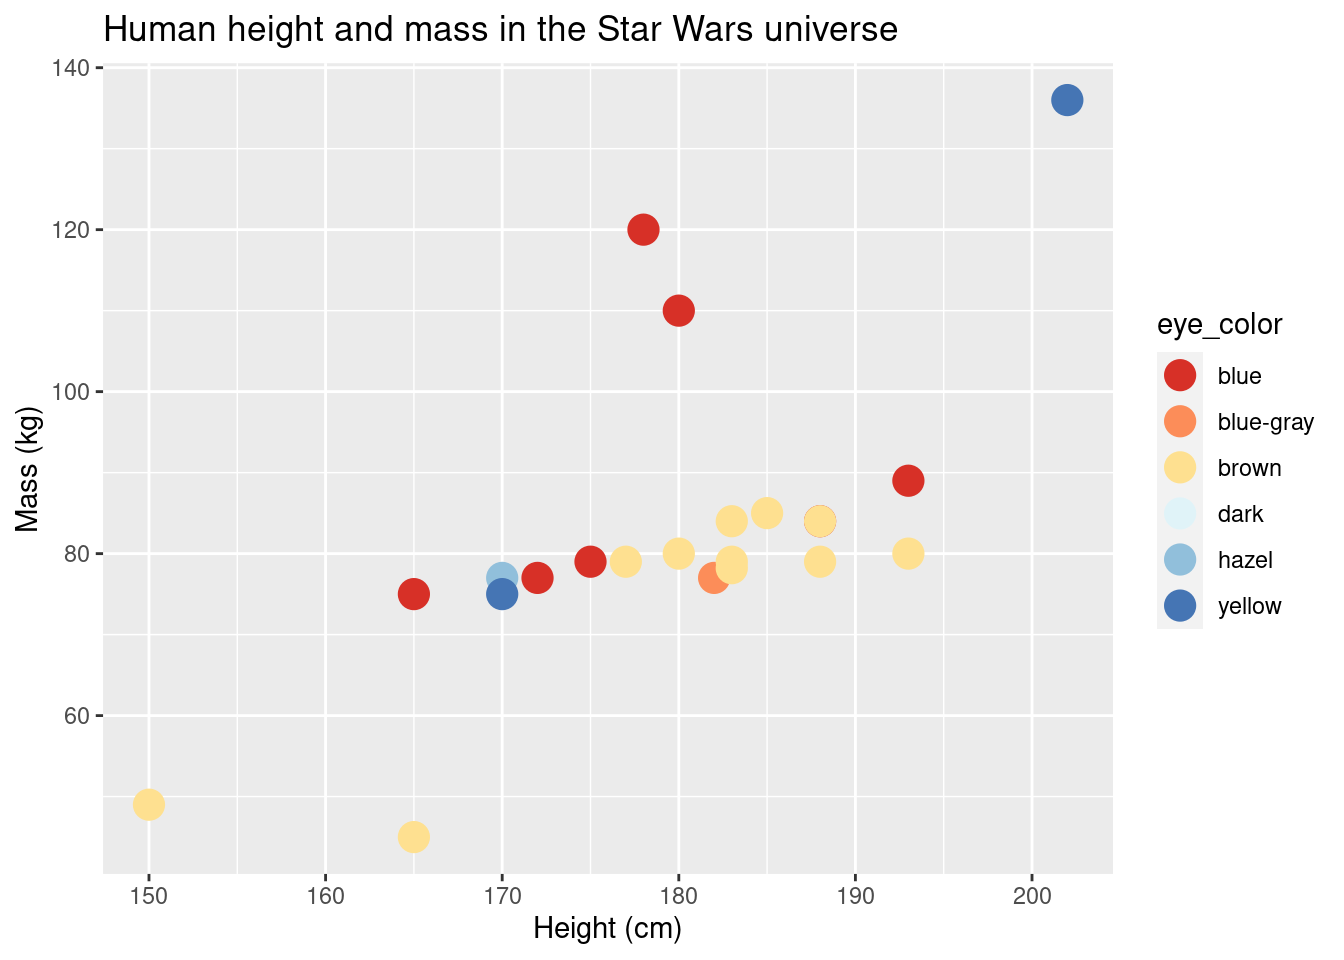 Human height and mass in the Star Wars universe
140
120
100
80
60
Mass (kg)
150 160 170 180 190 200
Height (cm)
eye_color
blue
blue-gray
brown
dark
hazel
yellow